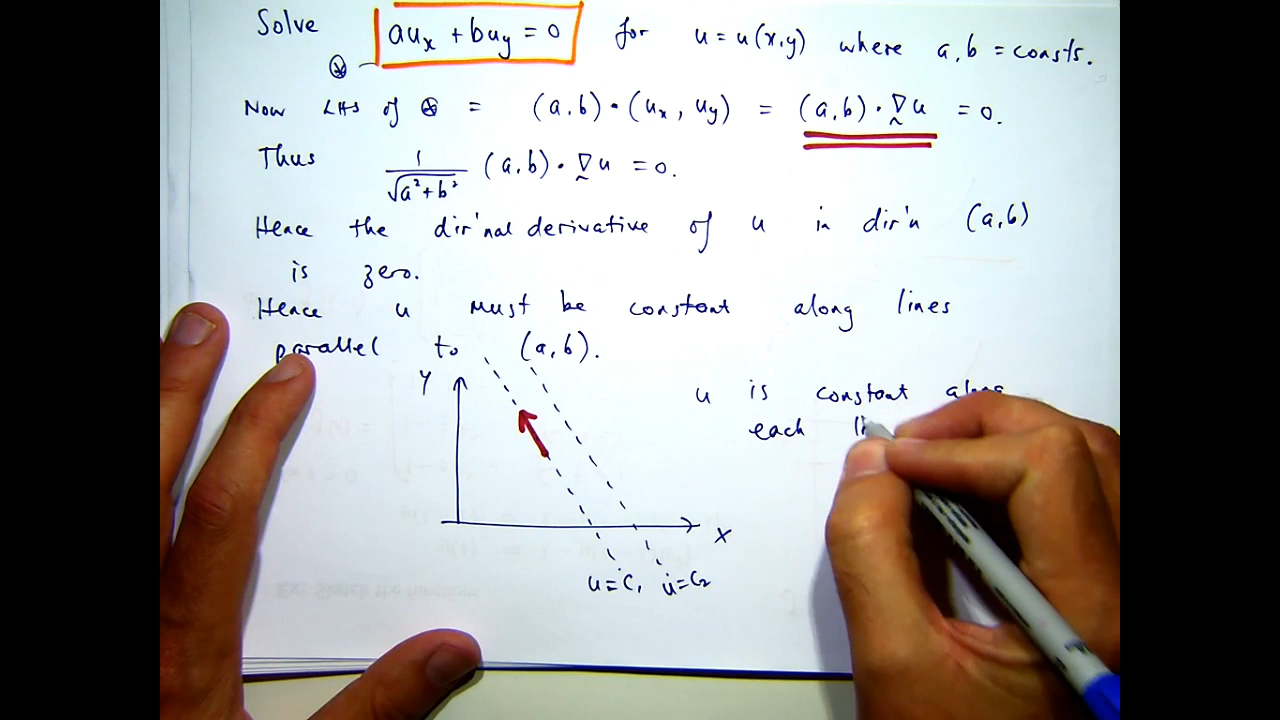 Solve au_x + bu_y = 0 for u = u(x,y) where a,b = consts.
⊛
Now LHS of ⊛ = (a,b)•(u_x, u_y) = (a,b)•∇u = 0.
Thus 1/√(a²+b²) (a,b)•∇u = 0.
Hence the dir'nal derivative of u in dir'n (a,b)
is zero.
Hence u must be constant along lines
parallel to (a,b).
y
u is constant along
each
x
u=c₁ u=c₂